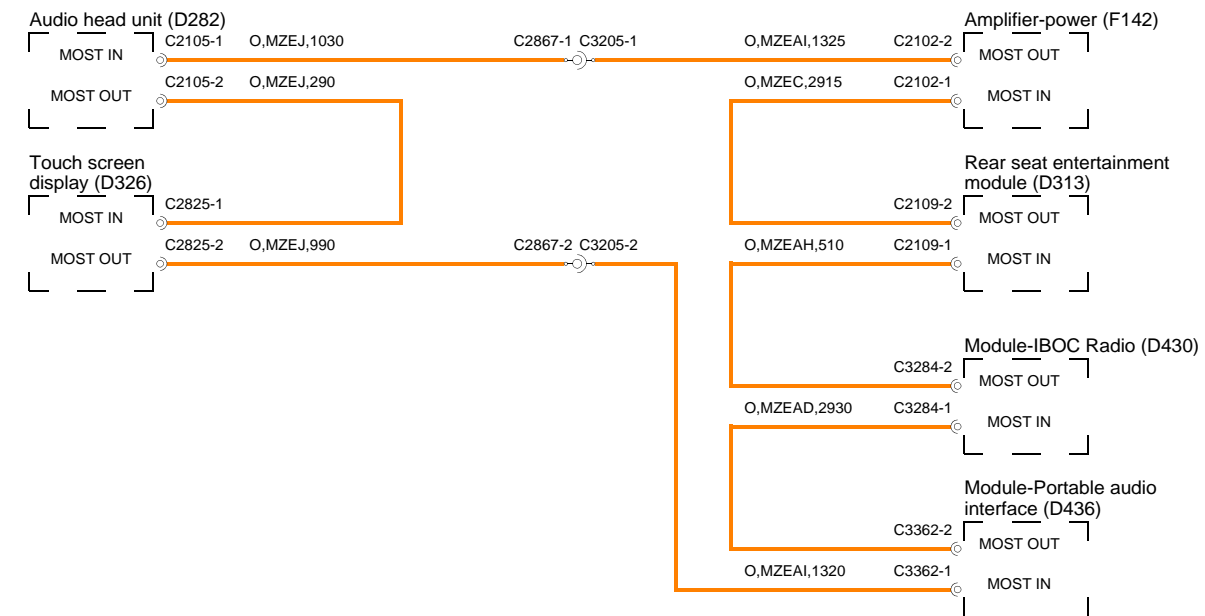 Audio head unit (D282)
MOST IN
C2105-1 O,MZEJ,1030
C2867-1 C3205-1
O,MZEAI,1325 C2102-2
Amplifier-power (F142)
MOST OUT
MOST OUT
C2105-2 O,MZEJ,290
O,MZEC,2915 C2102-1
MOST IN
Touch screen
display (D326)
MOST IN
C2825-1
Rear seat entertainment
module (D313)
C2109-2
MOST OUT
MOST OUT
C2825-2 O,MZEJ,990
C2867-2 C3205-2
O,MZEAH,510 C2109-1
MOST IN
Module-IBOC Radio (D430)
C3284-2
MOST OUT
O,MZEAD,2930 C3284-1
MOST IN
Module-Portable audio
interface (D436)
C3362-2
MOST OUT
O,MZEAI,1320 C3362-1
MOST IN